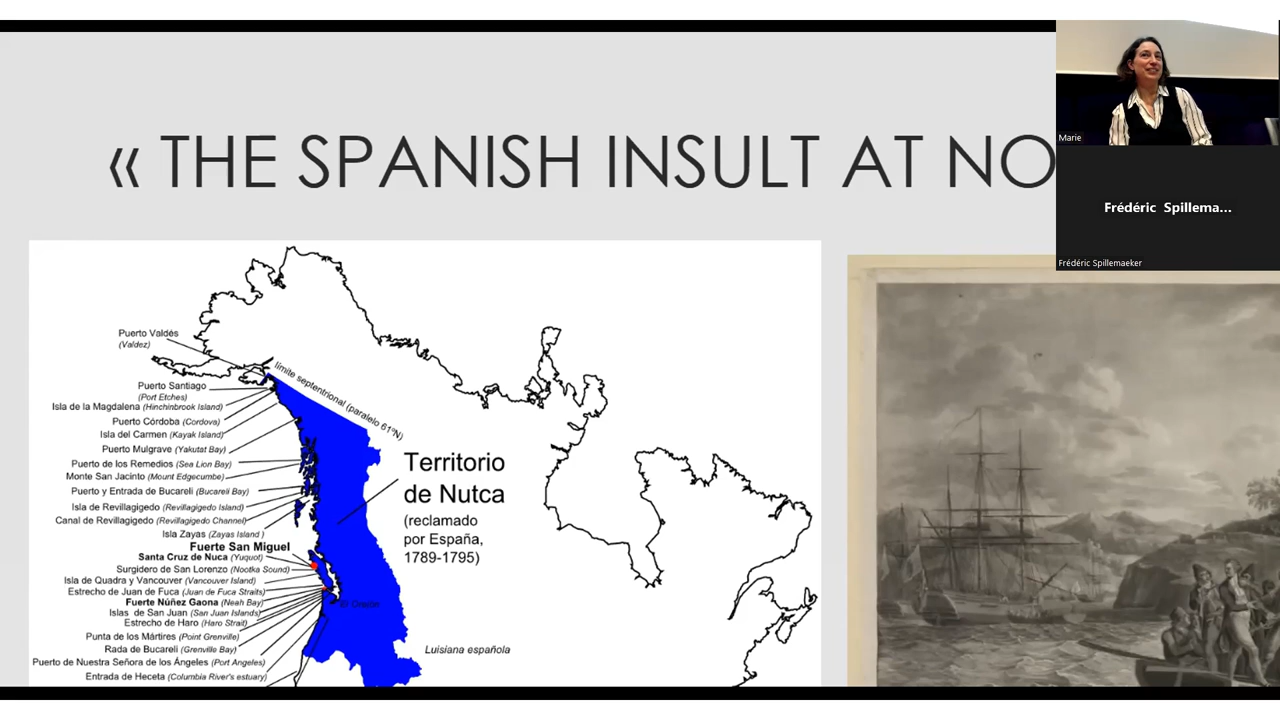 « THE SPANISH INSULT AT NO
Marie
Frédéric Spillema...
Frédéric Spillemaeker
Puerto Valdés
(Valdez)
límite septentrional (paralelo 61ºN)
Puerto Santiago
(Port Etches)
Isla de la Magdalena (Hinchinbrook Island)
Puerto Córdoba (Cordova)
Isla del Carmen (Kayak Island)
Puerto Mulgrave (Yakutat Bay)
Puerto de los Remedios (Sea Lion Bay)
Monte San Jacinto (Mount Edgecumbe)
Puerto y Entrada de Bucareli (Bucareli Bay)
Isla de Revillagigedo (Revillagigedo Island)
Canal de Revillagigedo (Revillagigedo Channel)
Isla Zayas (Zayas Island )
Fuerte San Miguel
Santa Cruz de Nuca (Yuquot)
Surgidero de San Lorenzo (Nootka Sound)
Isla de Quadra y Vancouver (Vancouver Island)
Estrecho de Juan de Fuca (Juan de Fuca Straits)
Fuerte Núñez Gaona (Neah Bay)
Islas de San Juan (San Juan Islands)
Estrecho de Haro (Haro Strait)
Punta de los Mártires (Point Grenville)
Rada de Bucareli (Grenville Bay)
Puerto de Nuestra Señora de los Ángeles (Port Angeles)
Entrada de Heceta (Columbia River's estuary)
Territorio
de Nutca
(reclamado
por España,
1789-1795)
Luisiana española